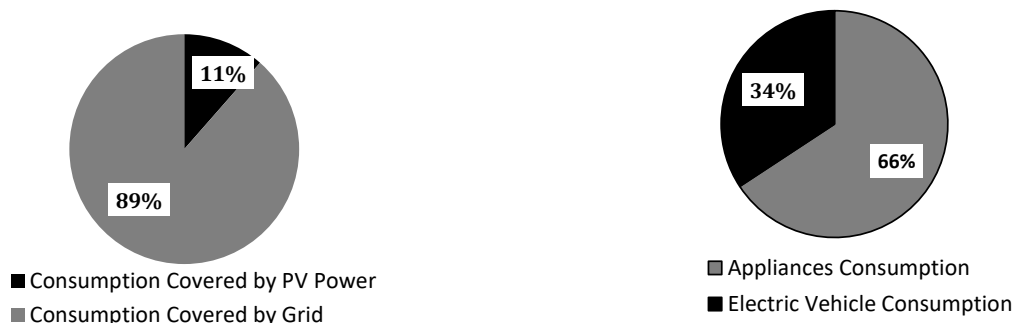 11%
89%
Consumption Covered by PV Power
Consumption Covered by Grid
34%
66%
Appliances Consumption
Electric Vehicle Consumption